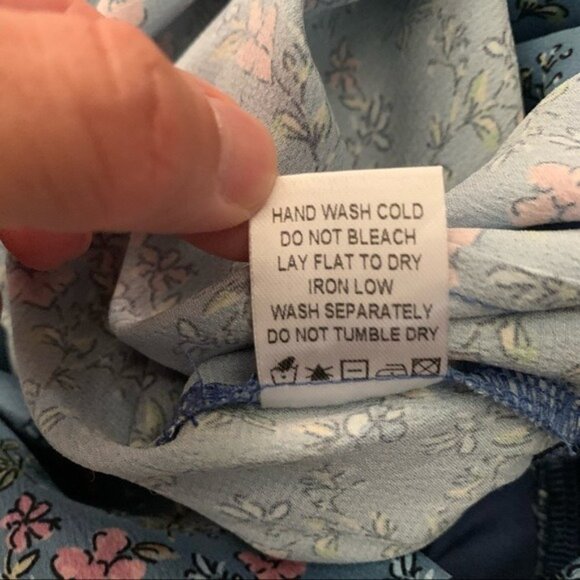 HAND WASH COLD
DO NOT BLEACH
LAY FLAT TO DRY
IRON LOW
WASH SEPARATELY
DO NOT TUMBLE DRY